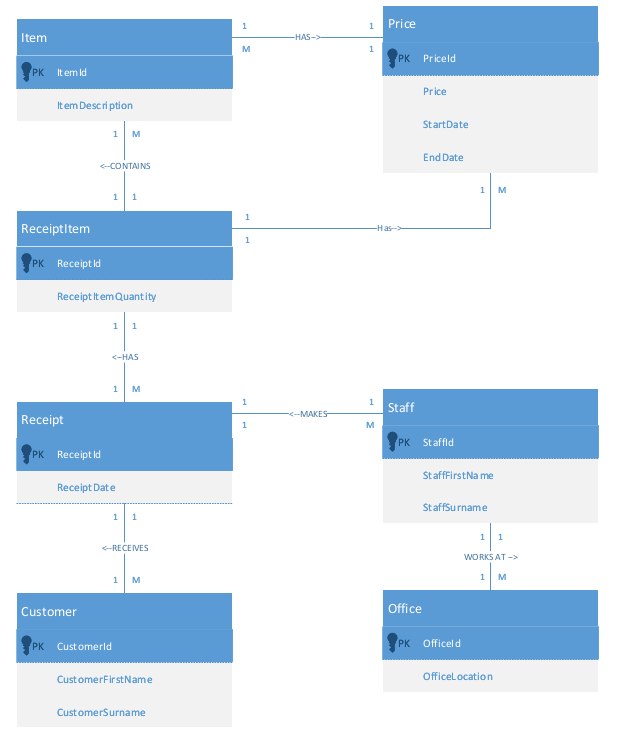 Item
PK ItemId
ItemDescription
1 1
HAS-->
M 1
Price
PK PriceId
Price
StartDate
EndDate
1 M
<--CONTAINS
1 1
1 M
ReceiptItem
PK ReceiptId
ReceiptItemQuantity
1
Has-->
1
1 1
<--HAS
1 M
Receipt
PK ReceiptId
ReceiptDate
1 1
<--MAKES
1 M
Staff
PK StaffId
StaffFirstName
StaffSurname
1 1
<--RECEIVES
1 M
1 1
WORKS AT -->
1 M
Customer
PK CustomerId
CustomerFirstName
CustomerSurname
Office
PK OfficeId
OfficeLocation